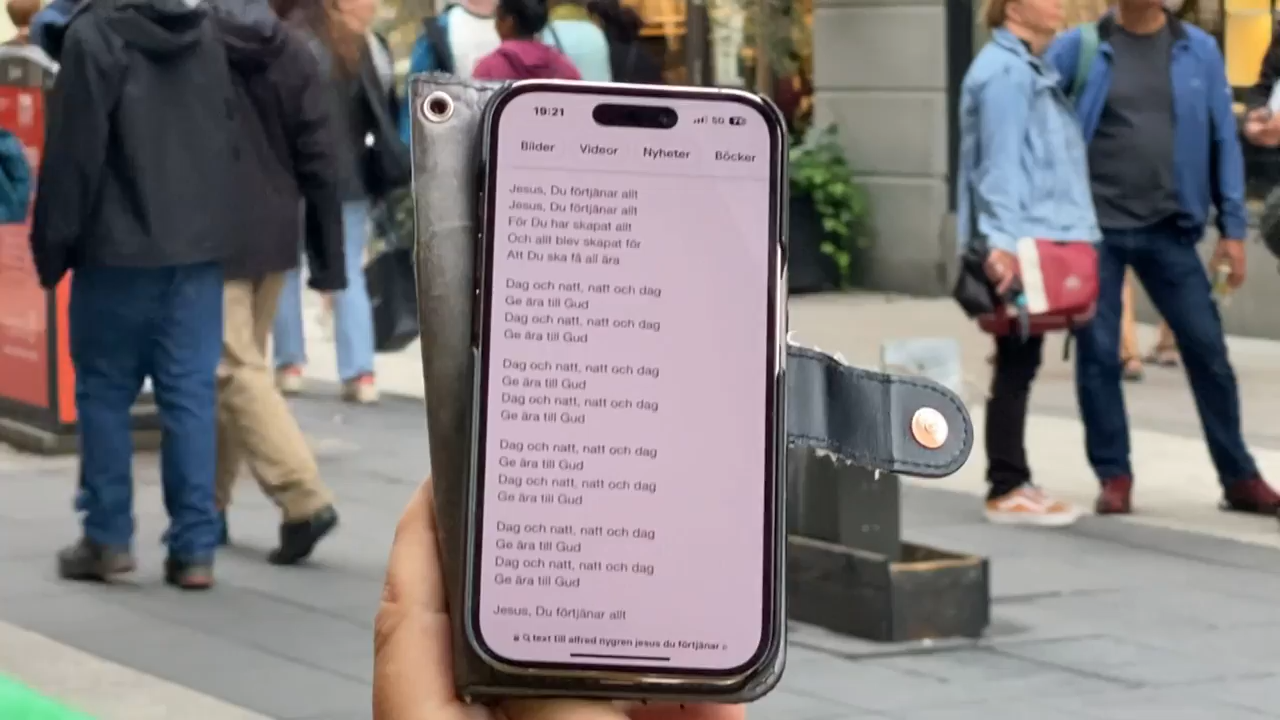 19:21
5G 72
Bilder Videor Nyheter Böcker
Jesus, Du förtjänar allt
Jesus, Du förtjänar allt
För Du har skapat allt
Och allt blev skapat för
Att Du ska få all ära
Dag och natt, natt och dag
Ge ära till Gud
Dag och natt, natt och dag
Ge ära till Gud
Dag och natt, natt och dag
Ge ära till Gud
Dag och natt, natt och dag
Ge ära till Gud
Dag och natt, natt och dag
Ge ära till Gud
Dag och natt, natt och dag
Ge ära till Gud
Dag och natt, natt och dag
Ge ära till Gud
Dag och natt, natt och dag
Ge ära till Gud
Jesus, Du förtjänar allt
text till alfred nygren jesus du förtjänar